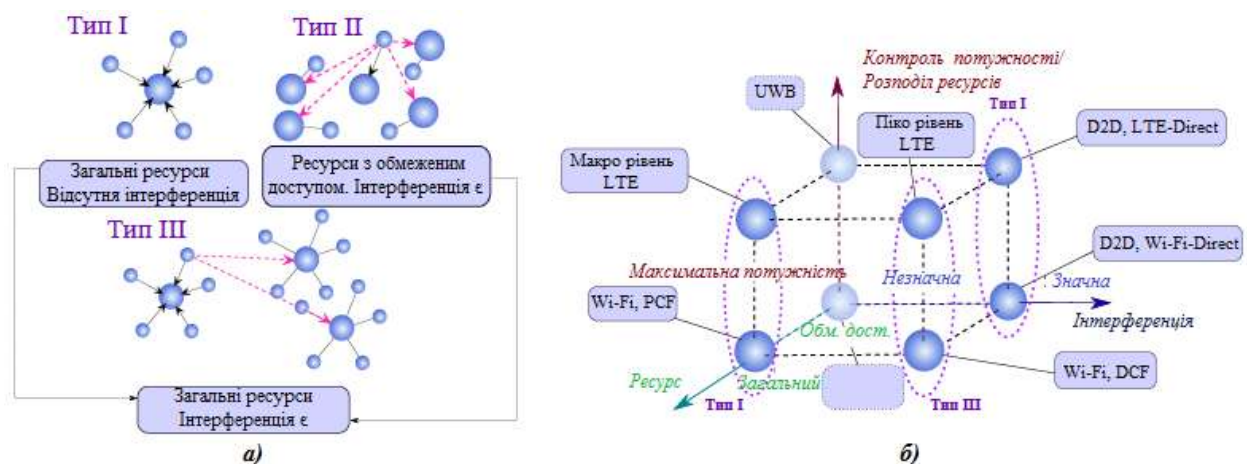 Тип I
Тип II
Загальні ресурси
Відсутня інтерференція
Ресурси з обмеженим
доступом. Інтерференція є
Тип III
Загальні ресурси
Інтерференція є
а)
Контроль потужності/
Розподіл ресурсів
UWB
Тип I
Піко рівень
LTE
D2D, LTE-Direct
Макро рівень
LTE
D2D, Wi-Fi-Direct
Максимальна потужність
Незначна
Значна
Wi-Fi, PCF
Інтерференція
Обм. дост.
Wi-Fi, DCF
Ресурс
Загальний
Тип I
Тип III
б)